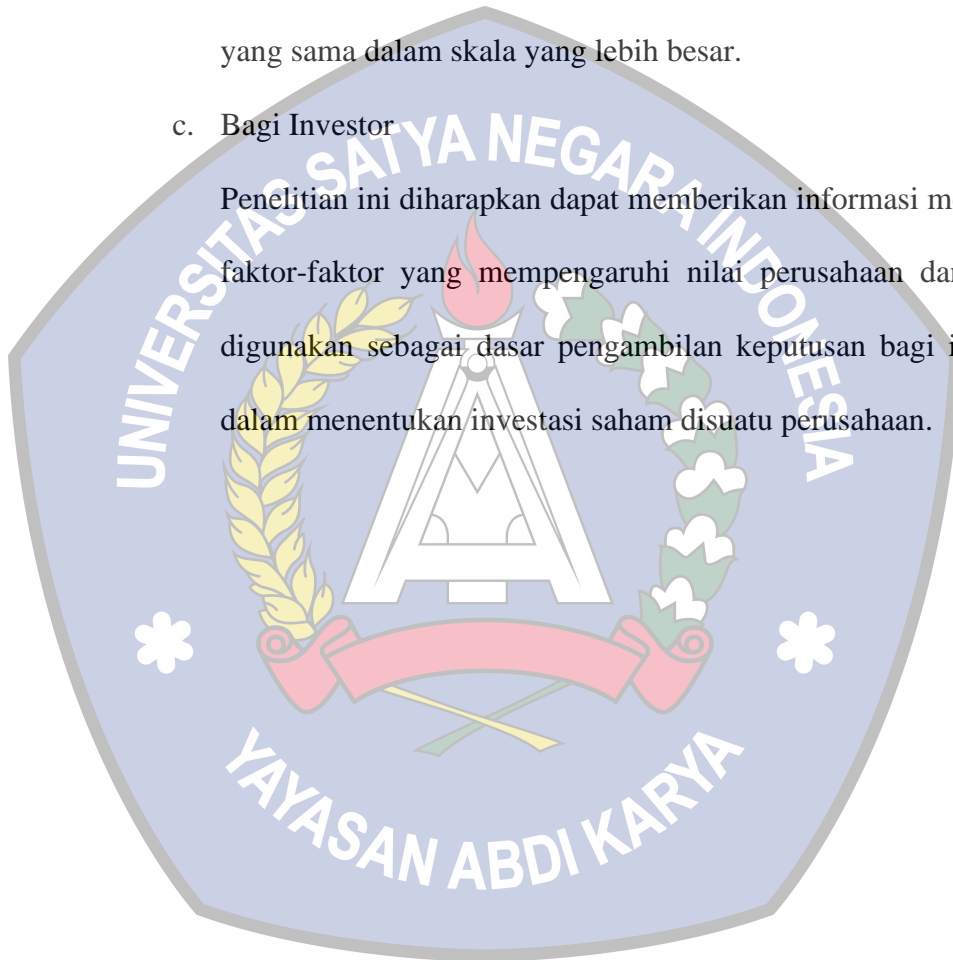 yang sama dalam skala yang lebih besar.
c. Bagi Investor
Penelitian ini diharapkan dapat memberikan informasi
faktor-faktor yang mempengaruhi nilai perusahaan
digunakan sebagai dasar pengambilan keputusan bagi
dalam menentukan investasi saham disuatu perusahaan.
UNIVERSITAS SATYA NEGARA INDONESIA
YAYASAN ABDI KARYA